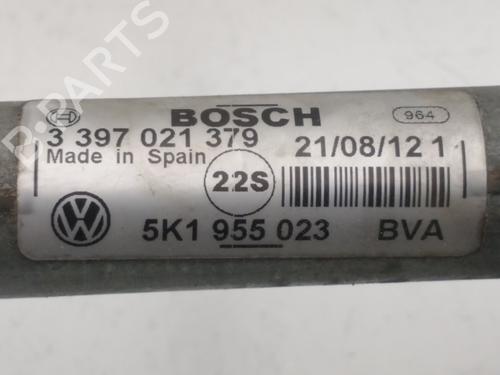 BOSCH
964
3 397 021 379
21/08/12 1
Made in Spain
22S
5K1 955 023 BVA
R-PARTS